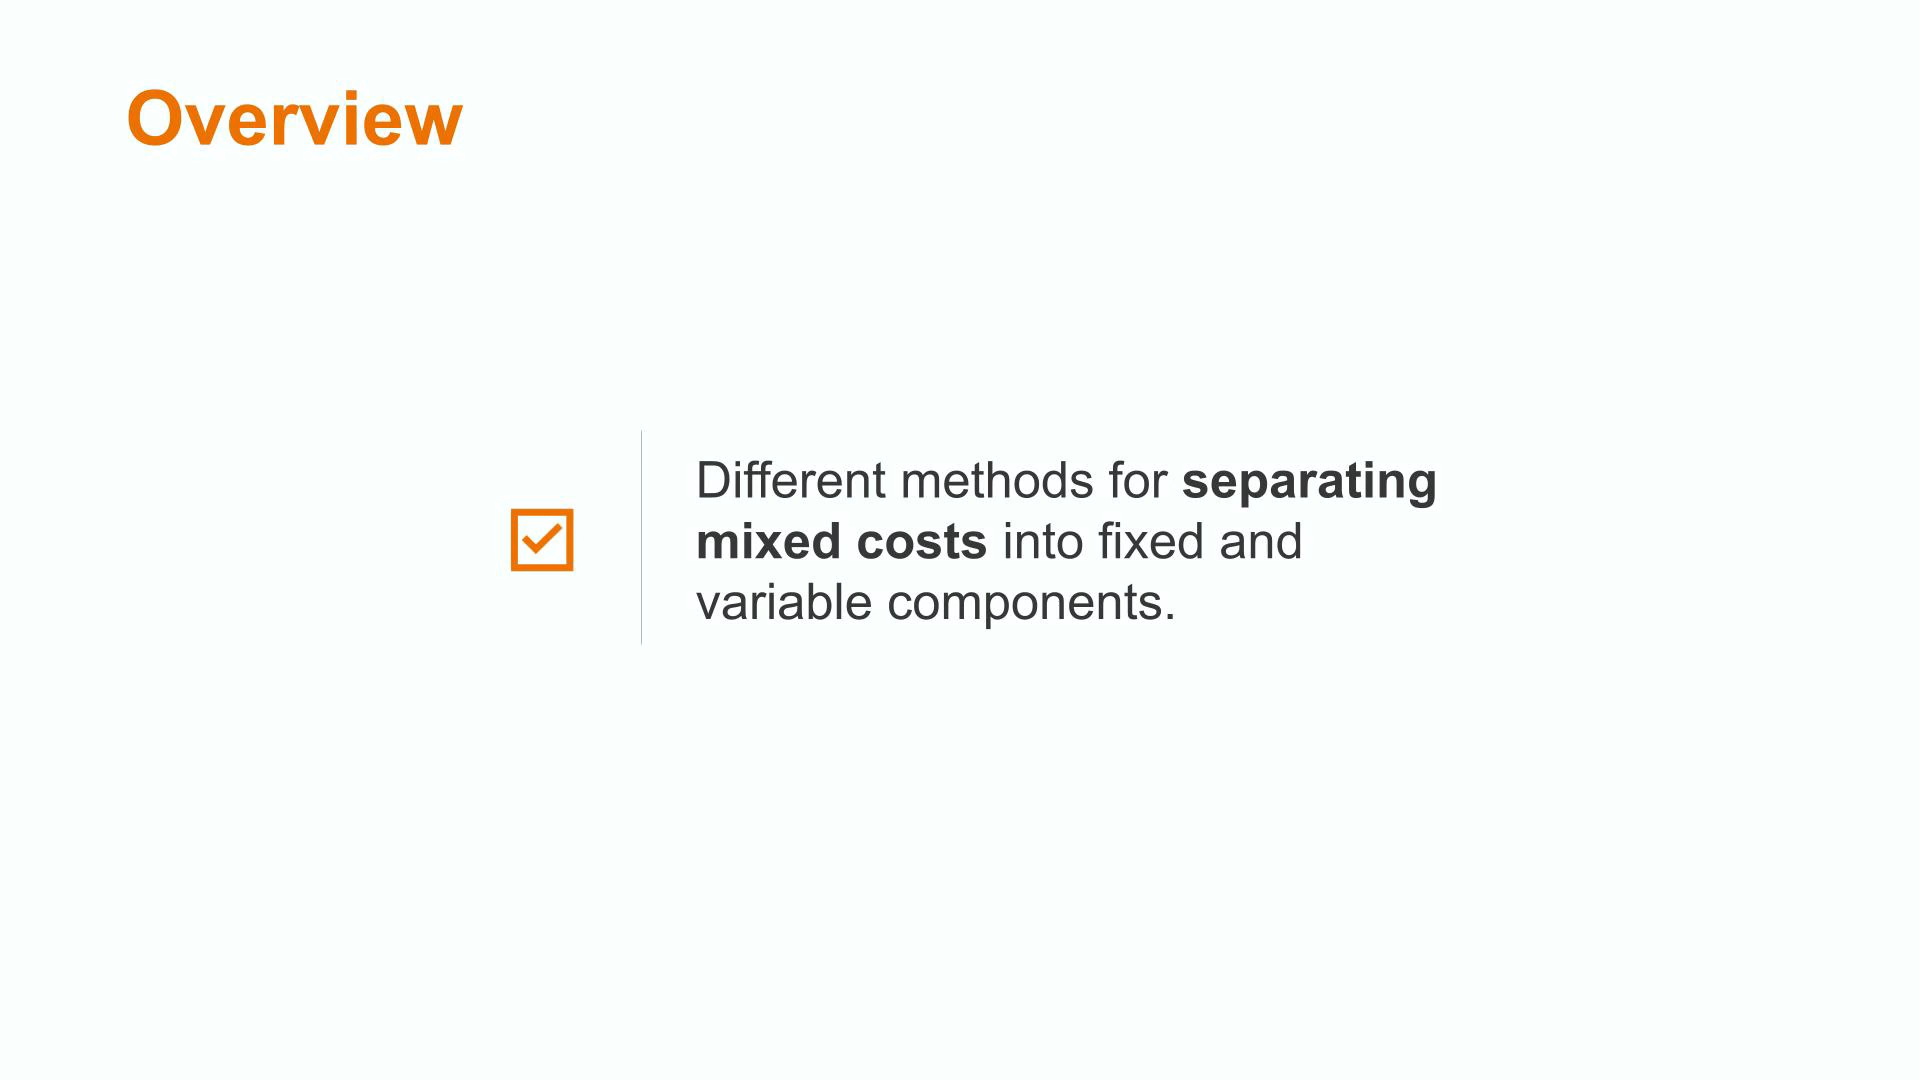 Overview
Different methods for separating
mixed costs into fixed and
variable components.